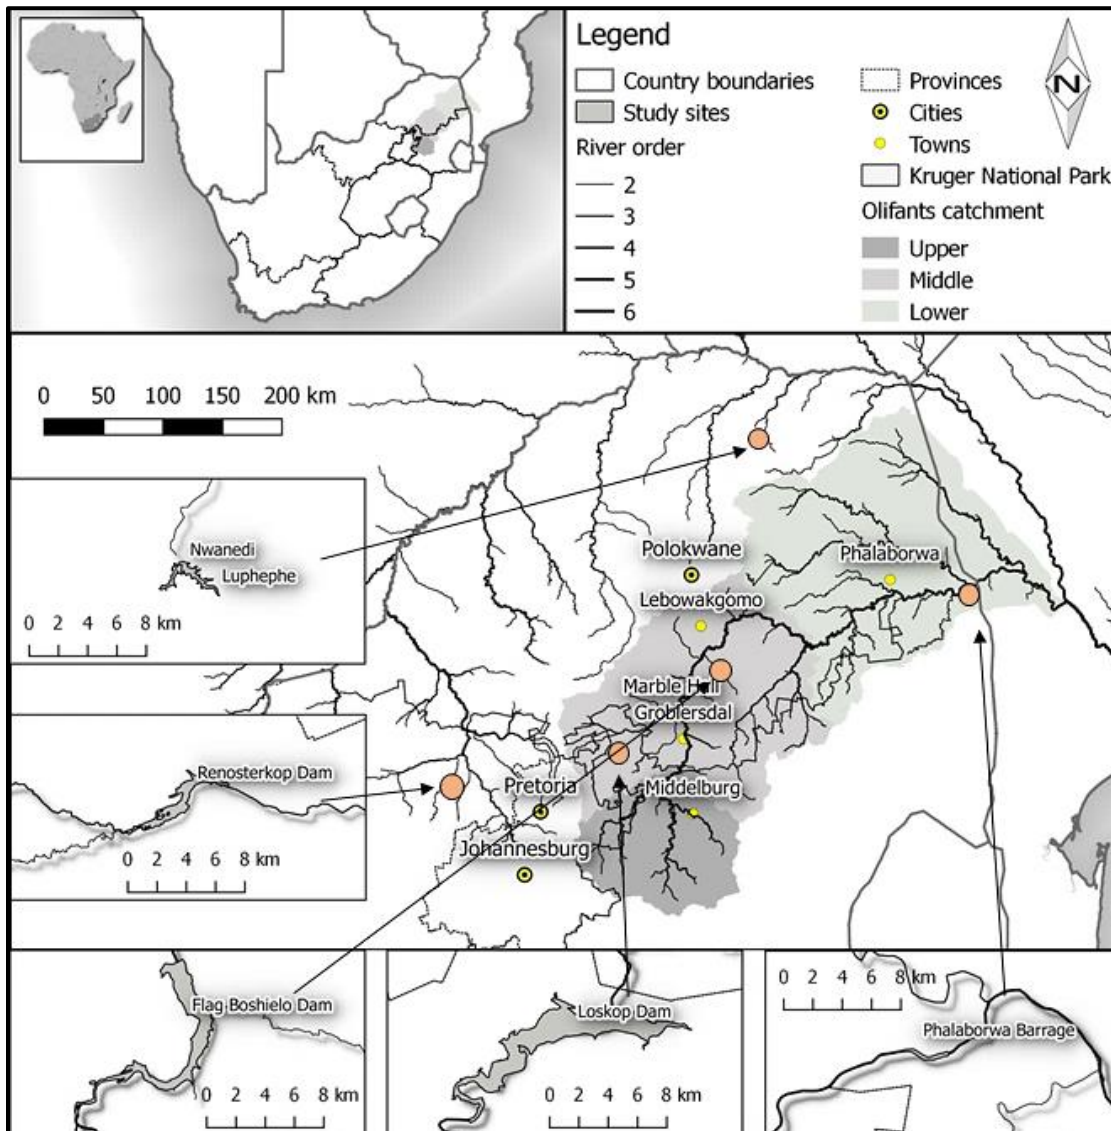 Legend
Country boundaries
Study sites
River order
2
3
4
5
6
Provinces
Cities
Towns
Kruger National Park
Olifants catchment
Upper
Middle
Lower
N
0 50 100 150 200 km
Nwanedi
Luphephe
0 2 4 6 8 km
Polokwane
Lebowakgomo
Phalaborwa
Marble Hall
Groblersdal
Middelburg
Pretoria
Johannesburg
Renosterkop Dam
0 2 4 6 8 km
Flag Boshielo Dam
0 2 4 6 8 km
Loskop Dam
0 2 4 6 8 km
0 2 4 6 8 km
Phalaborwa Barrage